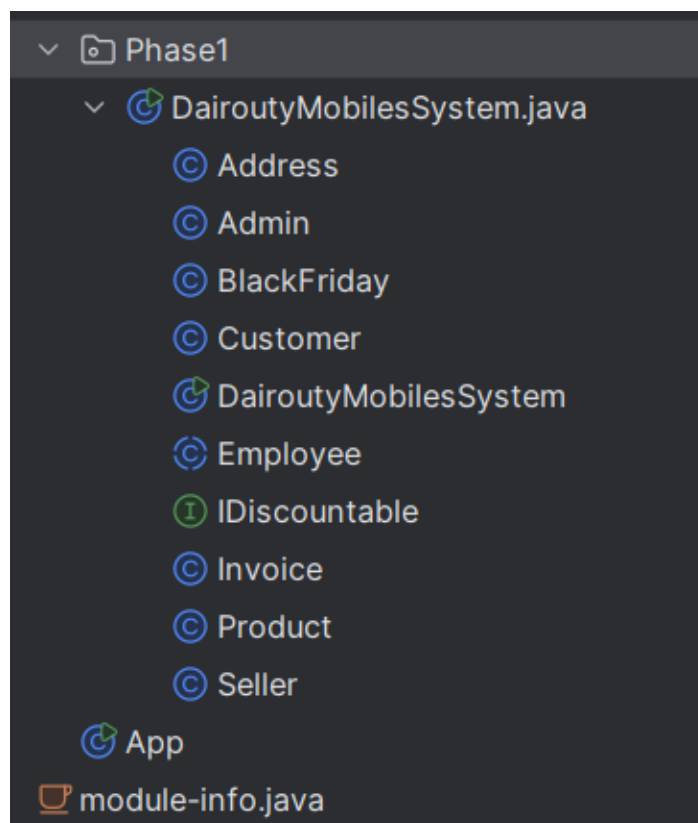 Phase1
DairoutyMobilesSystem.java
Address
Admin
BlackFriday
Customer
DairoutyMobilesSystem
Employee
IDiscountable
Invoice
Product
Seller
App
module-info.java